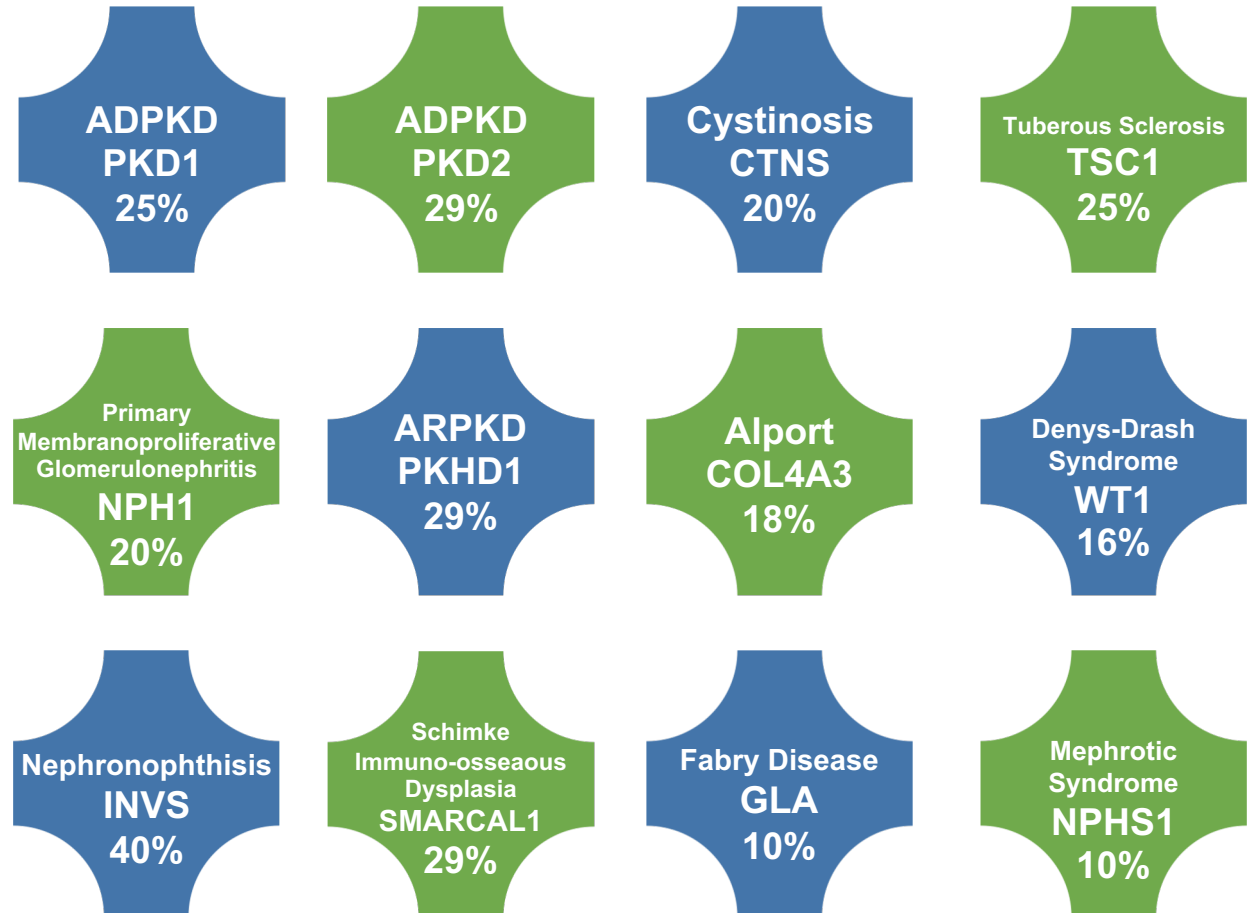 ADPKD
PKD1
25%
ADPKD
PKD2
29%
Cystinosis
CTNS
20%
Tuberous Sclerosis
TSC1
25%
Primary
Membranoproliferative
Glomerulonephritis
NPH1
20%
ARPKD
PKHD1
29%
Alport
COL4A3
18%
Denys-Drash
Syndrome
WT1
16%
Nephronophthisis
INVS
40%
Schimke
Immuno-osseaous
Dysplasia
SMARCAL1
29%
Fabry Disease
GLA
10%
Mephrotic
Syndrome
NPHS1
10%